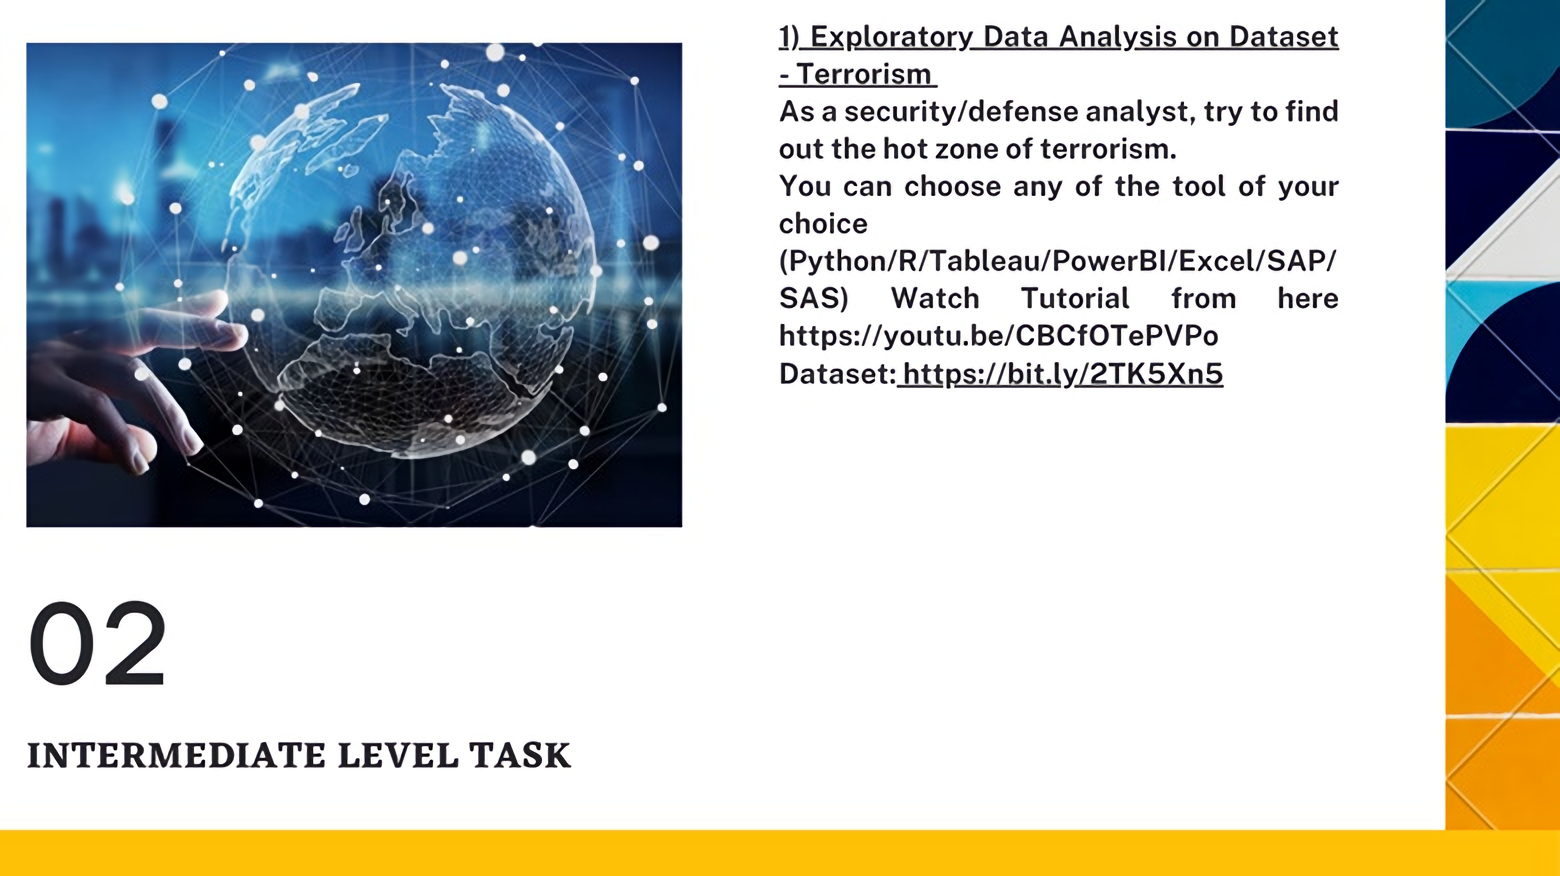 1) Exploratory Data Analysis on Dataset
- Terrorism
As a security/defense analyst, try to find
out the hot zone of terrorism.
You can choose any of the tool of your
choice
(Python/R/Tableau/PowerBI/Excel/SAP/
SAS) Watch Tutorial from here
https://youtu.be/CBCfOTePVPo
Dataset: https://bit.ly/2TK5Xn5
02
INTERMEDIATE LEVEL TASK